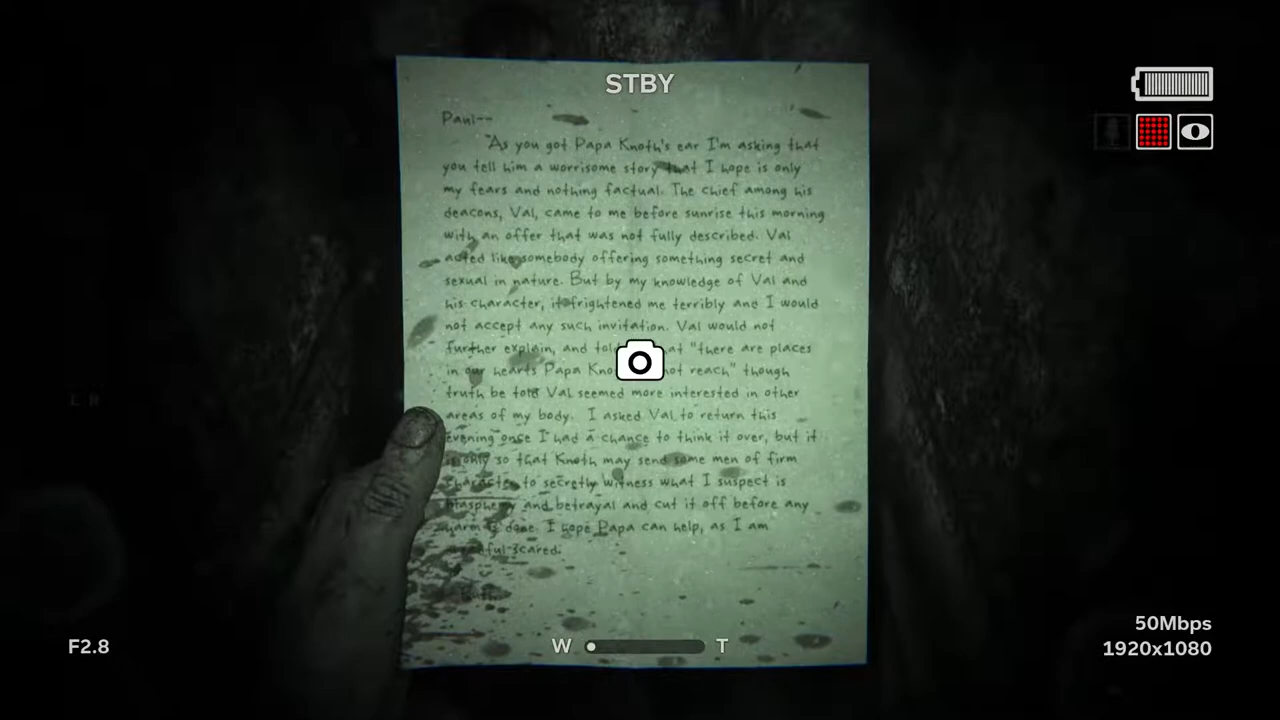 STBY
Paul--
As you got Papa Knoth's ear I'm asking that
you tell him a worrisome story that I hope is only
my fears and nothing factual. The chief among his
deacons, Val, came to me before sunrise this morning
with an offer that was not fully described. Val
acted like somebody offering something secret and
sexual in nature. But by my knowledge of Val and
his character, it frightened me terribly and I would
not accept any such invitation. Val would not
further explain, and "there are places
in our hearts Papa not reach" though
truth be told Val seemed more interested in other
areas of my body. I asked Val to return this
evening once I had a chance to think it over, but it
is only so that Knoth may send some men of firm
character to secretly witness what I suspect is
blasphemy and betrayal and cut it off before any
harm is done. I hope Papa can help, as I am
scared.
F2.8
W T
50Mbps
1920x1080